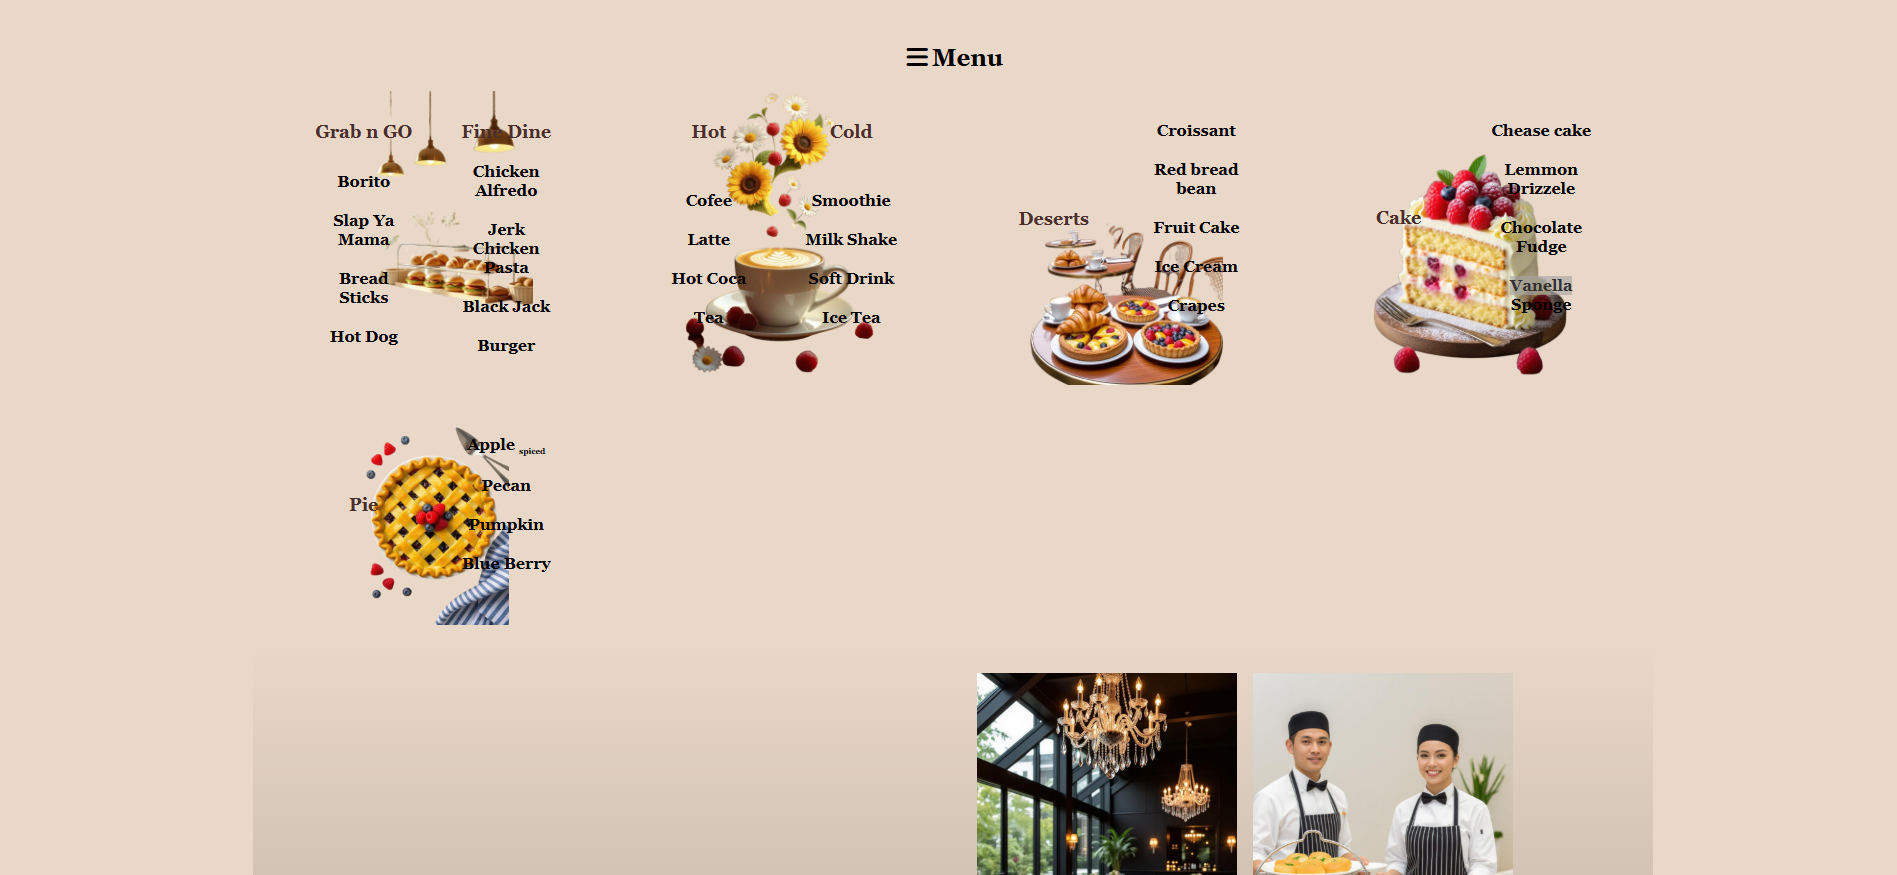 Menu
Grab n GO
Borito
Slap Ya
Mama
Bread
Sticks
Hot Dog
Fine Dine
Chicken
Alfredo
Jerk
Chicken
Pasta
Black Jack
Burger
Hot
Cofee
Latte
Hot Coca
Tea
Cold
Smoothie
Milk Shake
Soft Drink
Ice Tea
Deserts
Croissant
Red bread
bean
Fruit Cake
Ice Cream
Crapes
Cake
Chease cake
Lemmon
Drizzele
Chocolate
Fudge
Vanella
Sponge
Pie
Apple spiced
Pecan
Pumpkin
Blue Berry